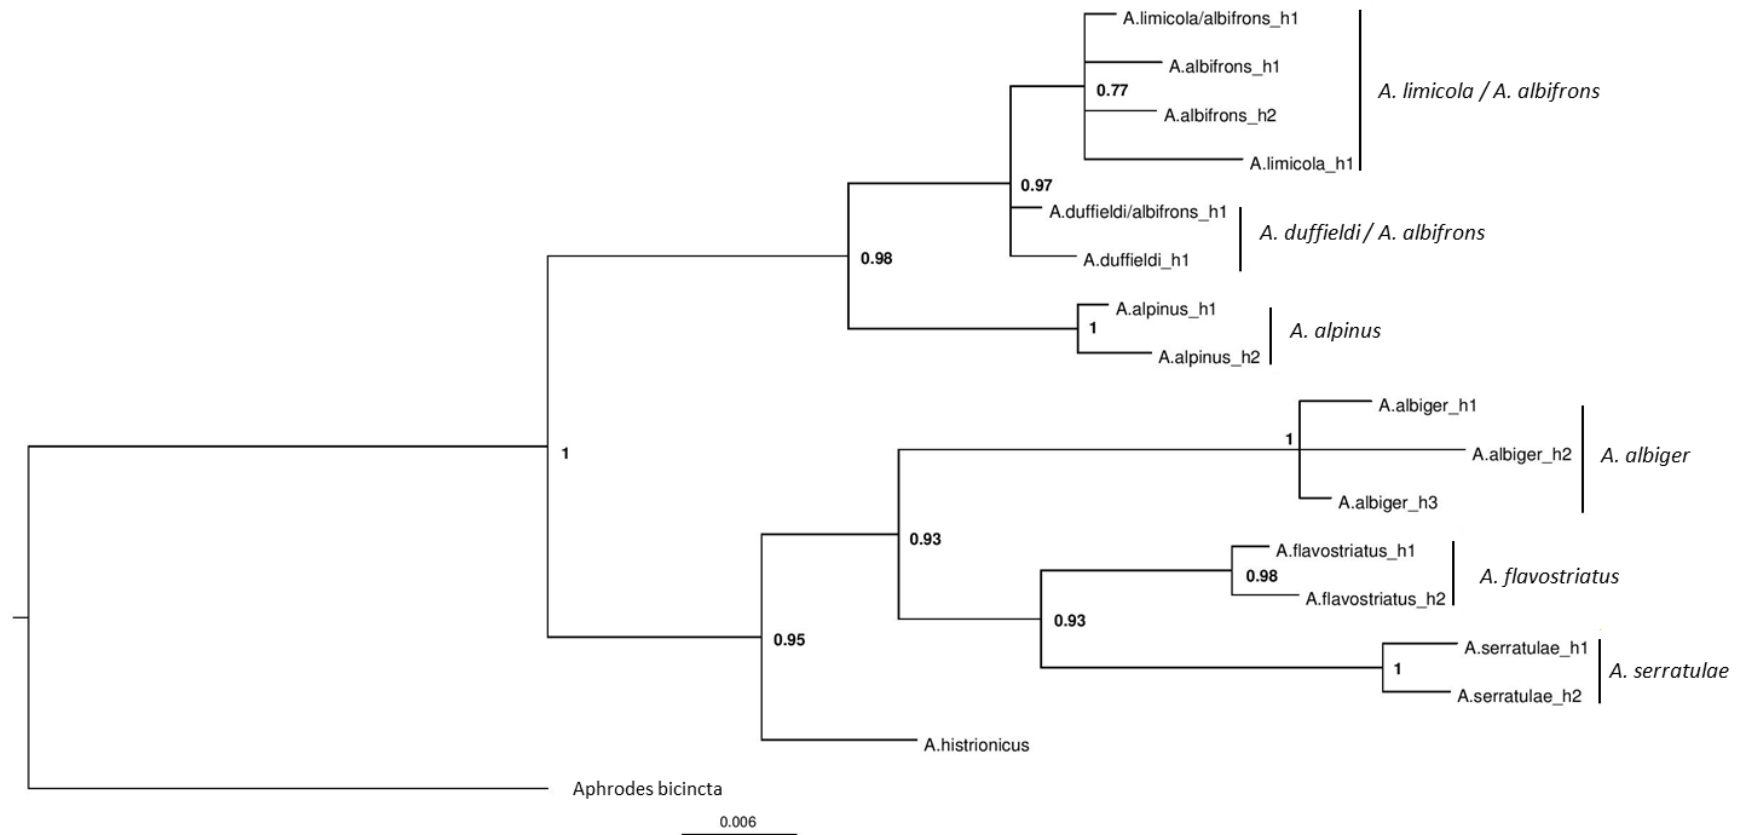 A.limicola/albifrons_h1
A.albifrons_h1
0.77
A. limicola / A. albifrons
A.albifrons_h2
A.limicola_h1
0.97
A.duffieldi/albifrons_h1
A. duffieldi / A. albifrons
0.98
A.duffieldi_h1
A.alpinus_h1
1
A. alpinus
A.alpinus_h2
A.albiger_h1
1
1
A.albiger_h2
A. albiger
A.albiger_h3
0.93
A.flavostriatus_h1
0.98
A. flavostriatus
A.flavostriatus_h2
0.93
0.95
A.serratulae_h1
1
A. serratulae
A.serratulae_h2
A.histrionicus
Aphrodes bicincta
0.006